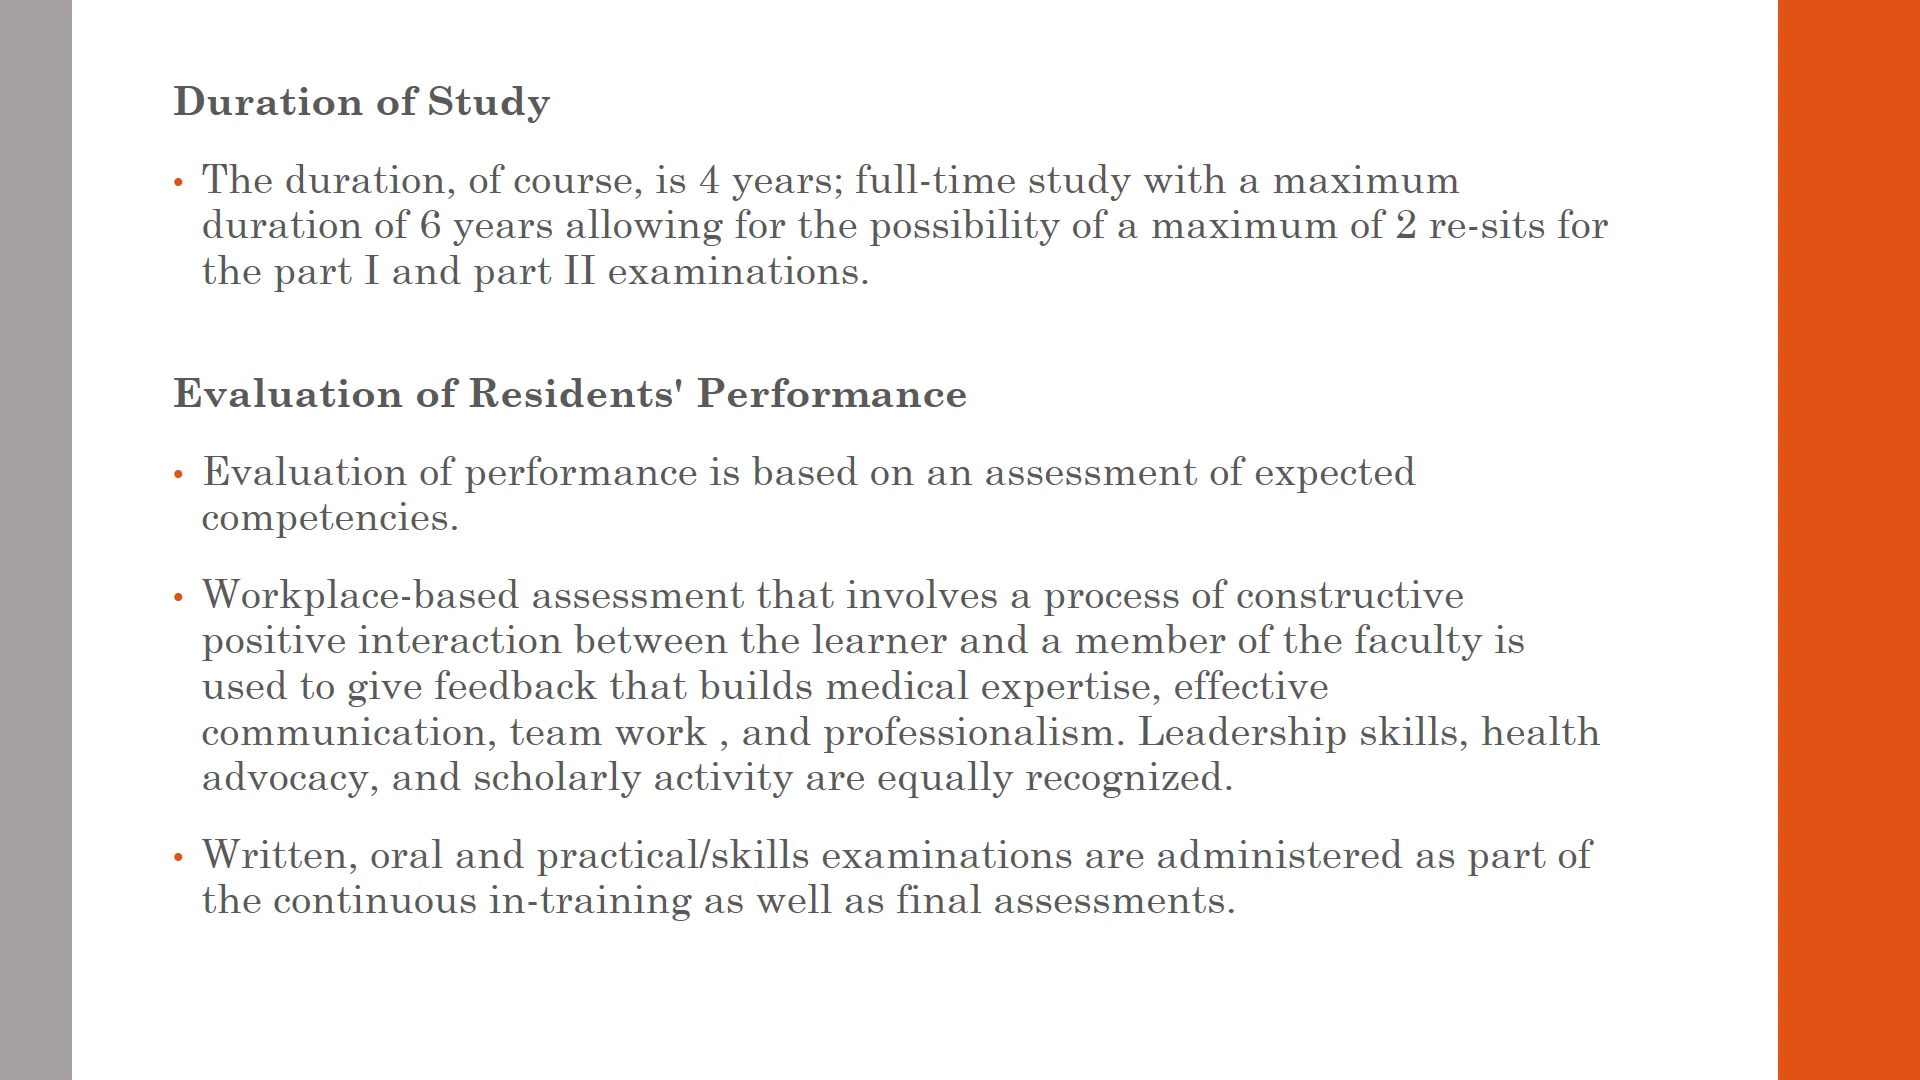 Duration of Study
• The duration, of course, is 4 years; full-time study with a maximum
duration of 6 years allowing for the possibility of a maximum of 2 re-sits for
the part I and part II examinations.
Evaluation of Residents' Performance
• Evaluation of performance is based on an assessment of expected
competencies.
• Workplace-based assessment that involves a process of constructive
positive interaction between the learner and a member of the faculty is
used to give feedback that builds medical expertise, effective
communication, team work , and professionalism. Leadership skills, health
advocacy, and scholarly activity are equally recognized.
• Written, oral and practical/skills examinations are administered as part of
the continuous in-training as well as final assessments.